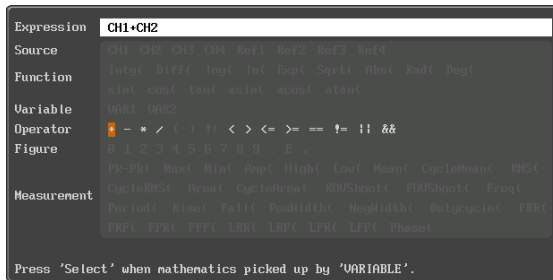 Expression CH1+CH2
Source CH1 CH2 CH3 CH4 Ref1 Ref2 Ref3 Ref4
Function Intg( Diff( log( ln( Exp( Sqrt( Abs( Rad( Deg(
sin( cos( tan( asin( acos( atan(
Variable VAR1 VAR2
Operator + - * / ( ) !( < > <= >= == != || &&
Figure 0 1 2 3 4 5 6 7 8 9 . E ,
Measurement Pk-Pk( Max( Min( Amp( High( Low( Mean( CycleMean( RMS(
CycleRMS( Area( CycleArea( ROVShoot( FOVShoot( Freq(
Period( Rise( Fall( PosWidth( NegWidth( Dutycycle( FRR(
FRF( FFR( FFF( LRR( LRF( LFR( LFF( Phase(
Press 'Select' when mathematics picked up by 'VARIABLE'.